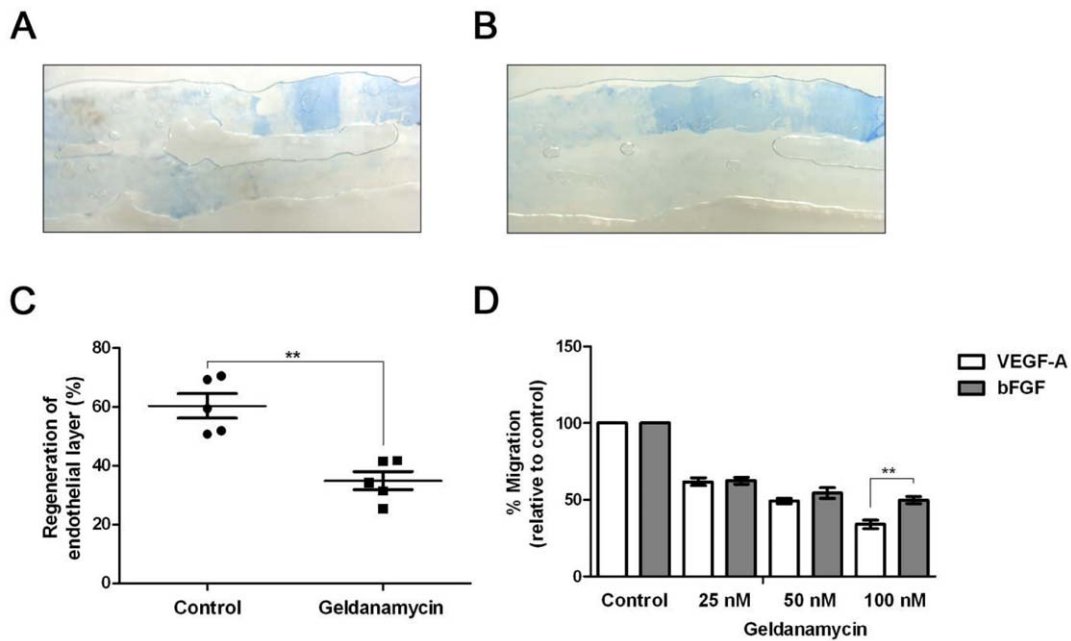 A
B
C
Regeneration of
endothelial layer (%)
80
60
40
20
0
**
Control
Geldanamycin
D
% Migration
(relative to control)
150
100
50
0
**
VEGF-A
bFGF
Control
25 nM
50 nM
100 nM
Geldanamycin